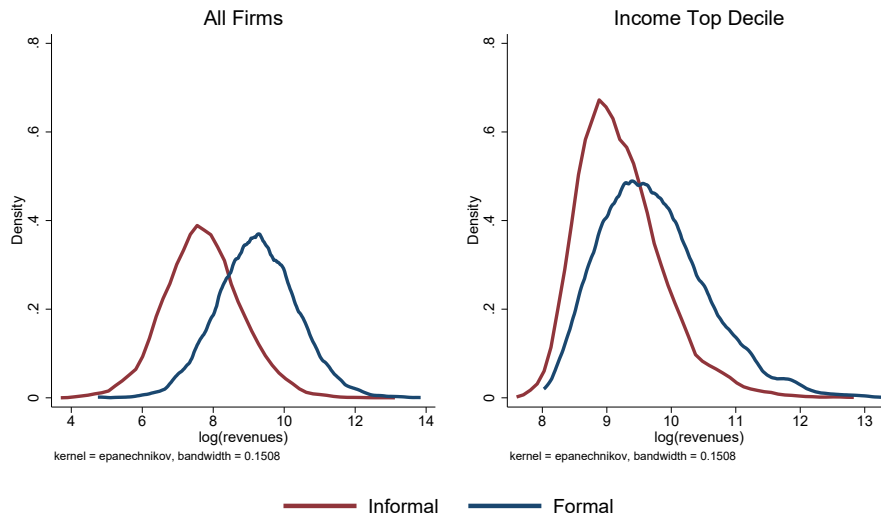 All Firms
.8
.6
.4
.2
0
Density
4 6 8 10 12 14
log(revenues)
kernel = epanechnikov, bandwidth = 0.1508
Income Top Decile
.8
.6
.4
.2
0
Density
8 9 10 11 12 13
log(revenues)
kernel = epanechnikov, bandwidth = 0.1508
Informal Formal